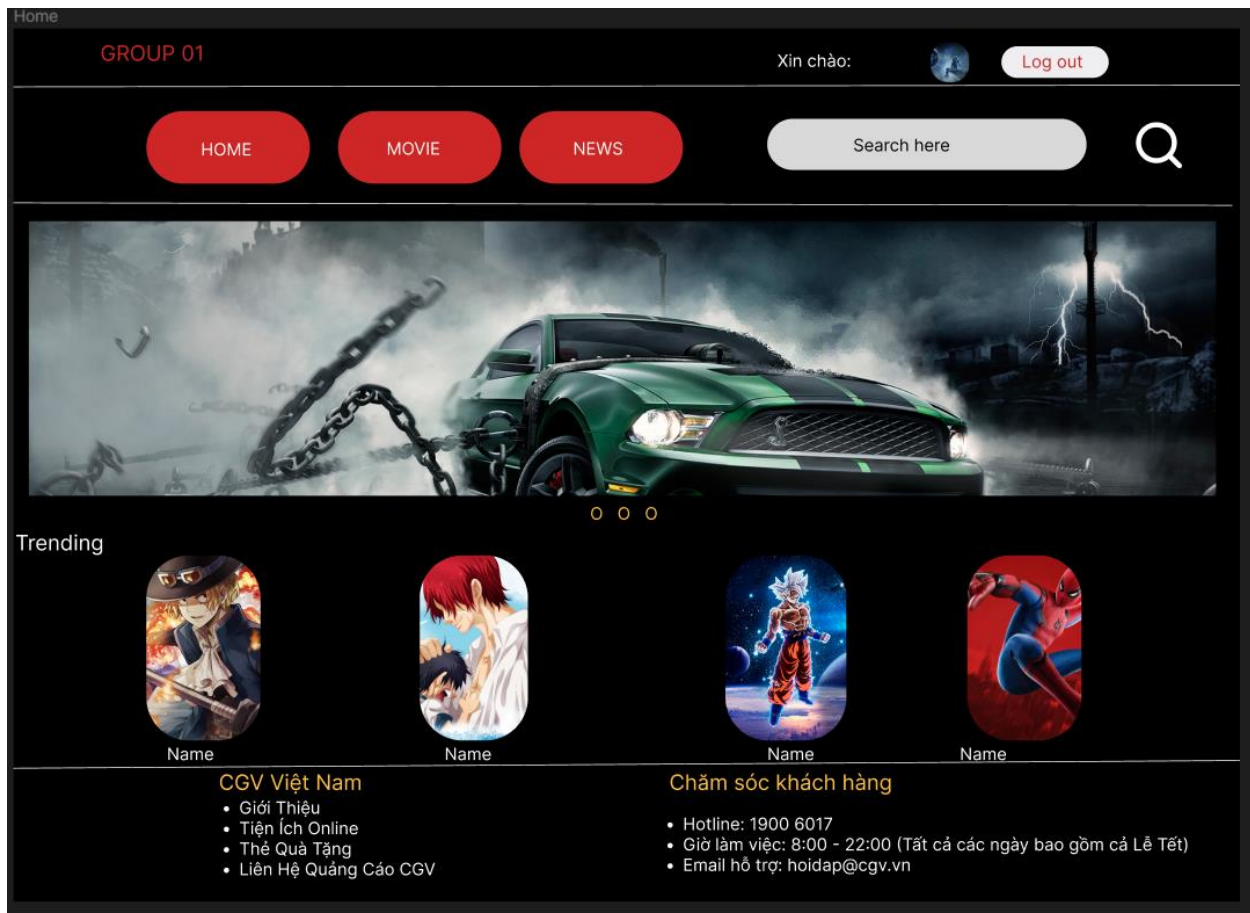 Home
GROUP 01
Xin chào:
Log out
HOME
MOVIE
NEWS
Search here
O O O
Trending
Name
Name
Name
Name
CGV Việt Nam
• Giới Thiệu
• Tiện Ích Online
• Thẻ Quà Tặng
• Liên Hệ Quảng Cáo CGV
Chăm sóc khách hàng
• Hotline: 1900 6017
• Giờ làm việc: 8:00 - 22:00 (Tất cả các ngày bao gồm cả Lễ Tết)
• Email hỗ trợ: hoidap@cgv.vn